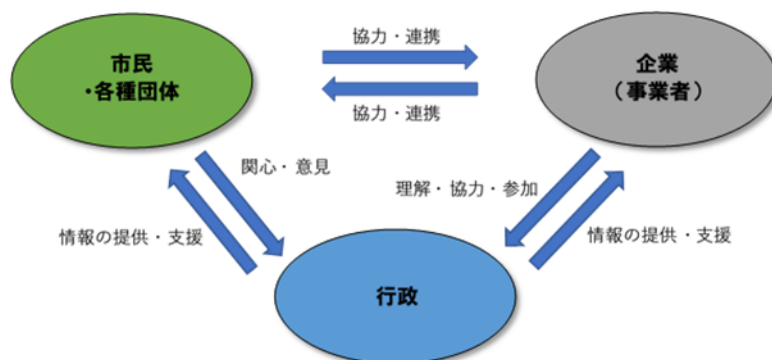 協力・連携
市民
・各種団体
企業
（事業者）
協力・連携
関心・意見
理解・協力・参加
情報の提供・支援
情報の提供・支援
行政